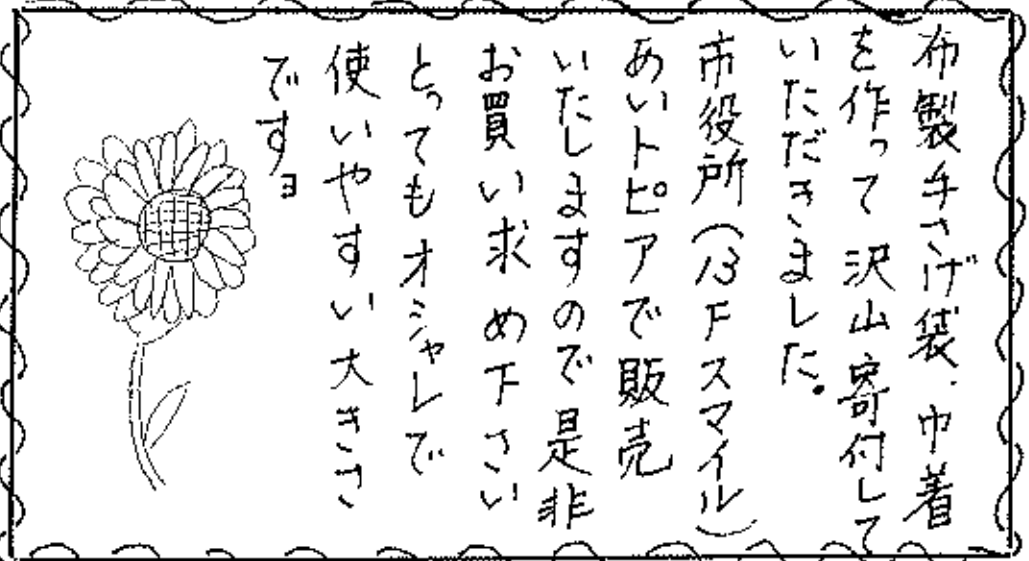 布製手さげ袋、巾着
を作って沢山寄付して
いただきました。
市役所(13Fスマイル)
あいトピアで販売
いたしますので是非
お買い求め下さい
とってもオシャレで
使いやすい大きさ
ですョ